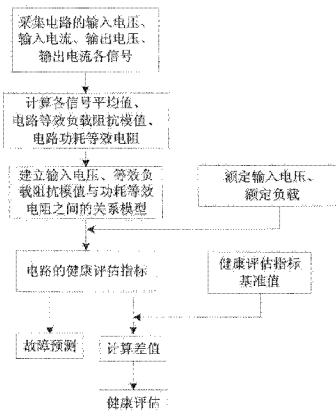 采集电路的输入电压、
输入电流、输出电压、
输出电流各信号
计算各信号平均值、
电路等效负载阻抗模值、
电路功耗等效电阻
建立输入电压、等效负
载阻抗模值与功耗等效
电阻之间的关系模型
额定输入电压、
额定负载
电路的健康评估指标
健康评估指标
基准值
故障预测
计算差值
健康评估